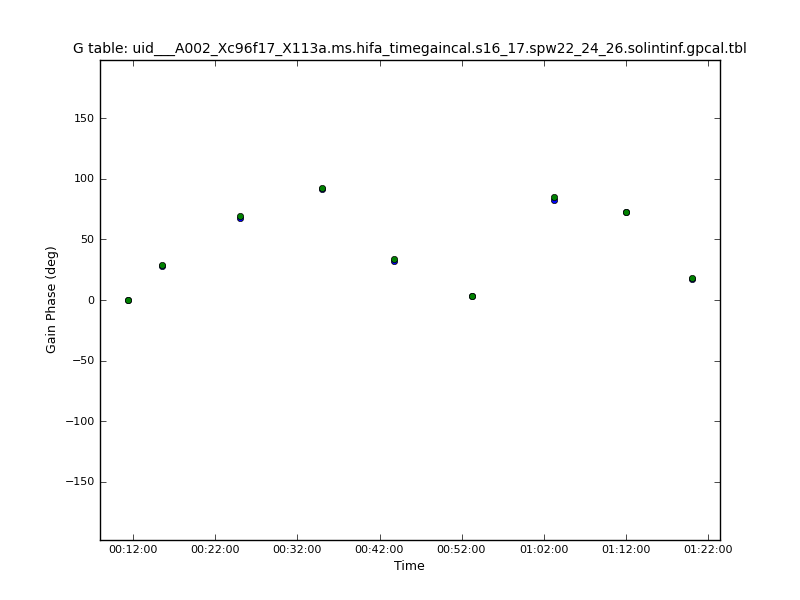 G table: uid___A002_Xc96f17_X113a.ms.hifa_timegaincal.s16_17.spw22_24_26.solintinf.gpcal.tbl
150
100
50
0
−50
−100
−150
Gain Phase (deg)
00:12:00 00:22:00 00:32:00 00:42:00 00:52:00 01:02:00 01:12:00 01:22:00
Time